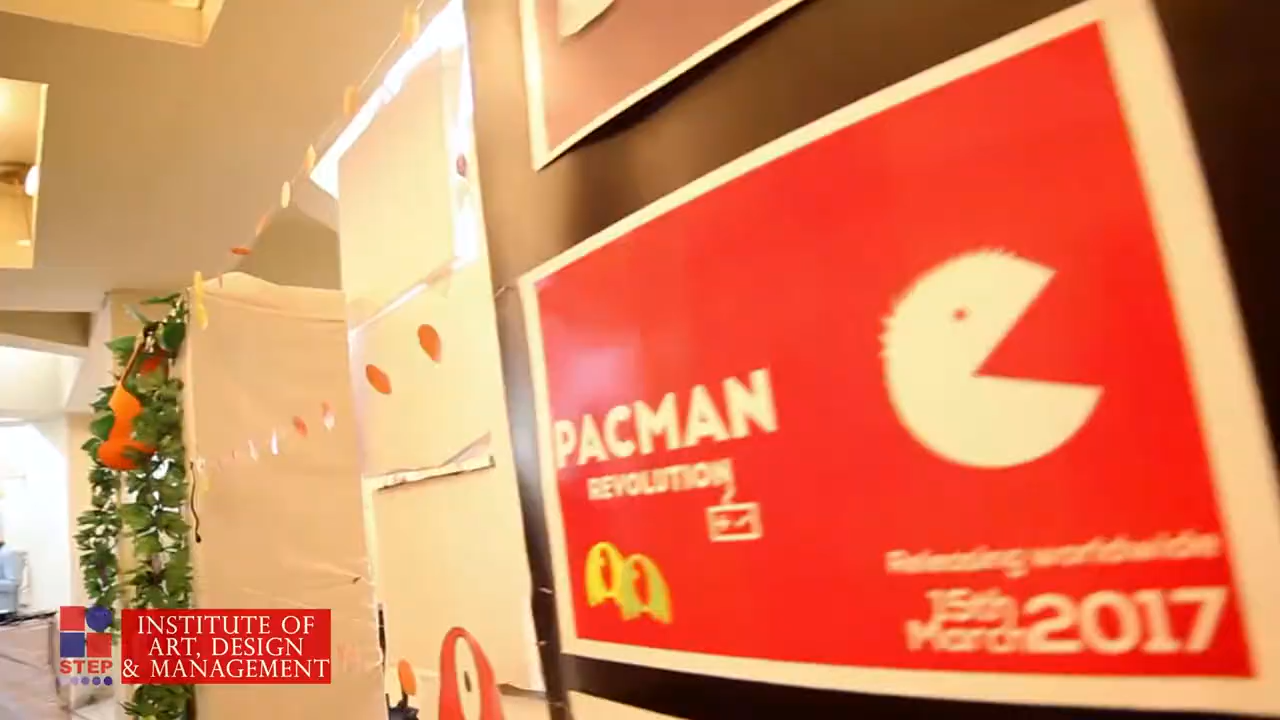 PACMAN
REVOLUTION
Releasing worldwide
15th
March 2017
STEP
INSTITUTE OF
ART, DESIGN
& MANAGEMENT